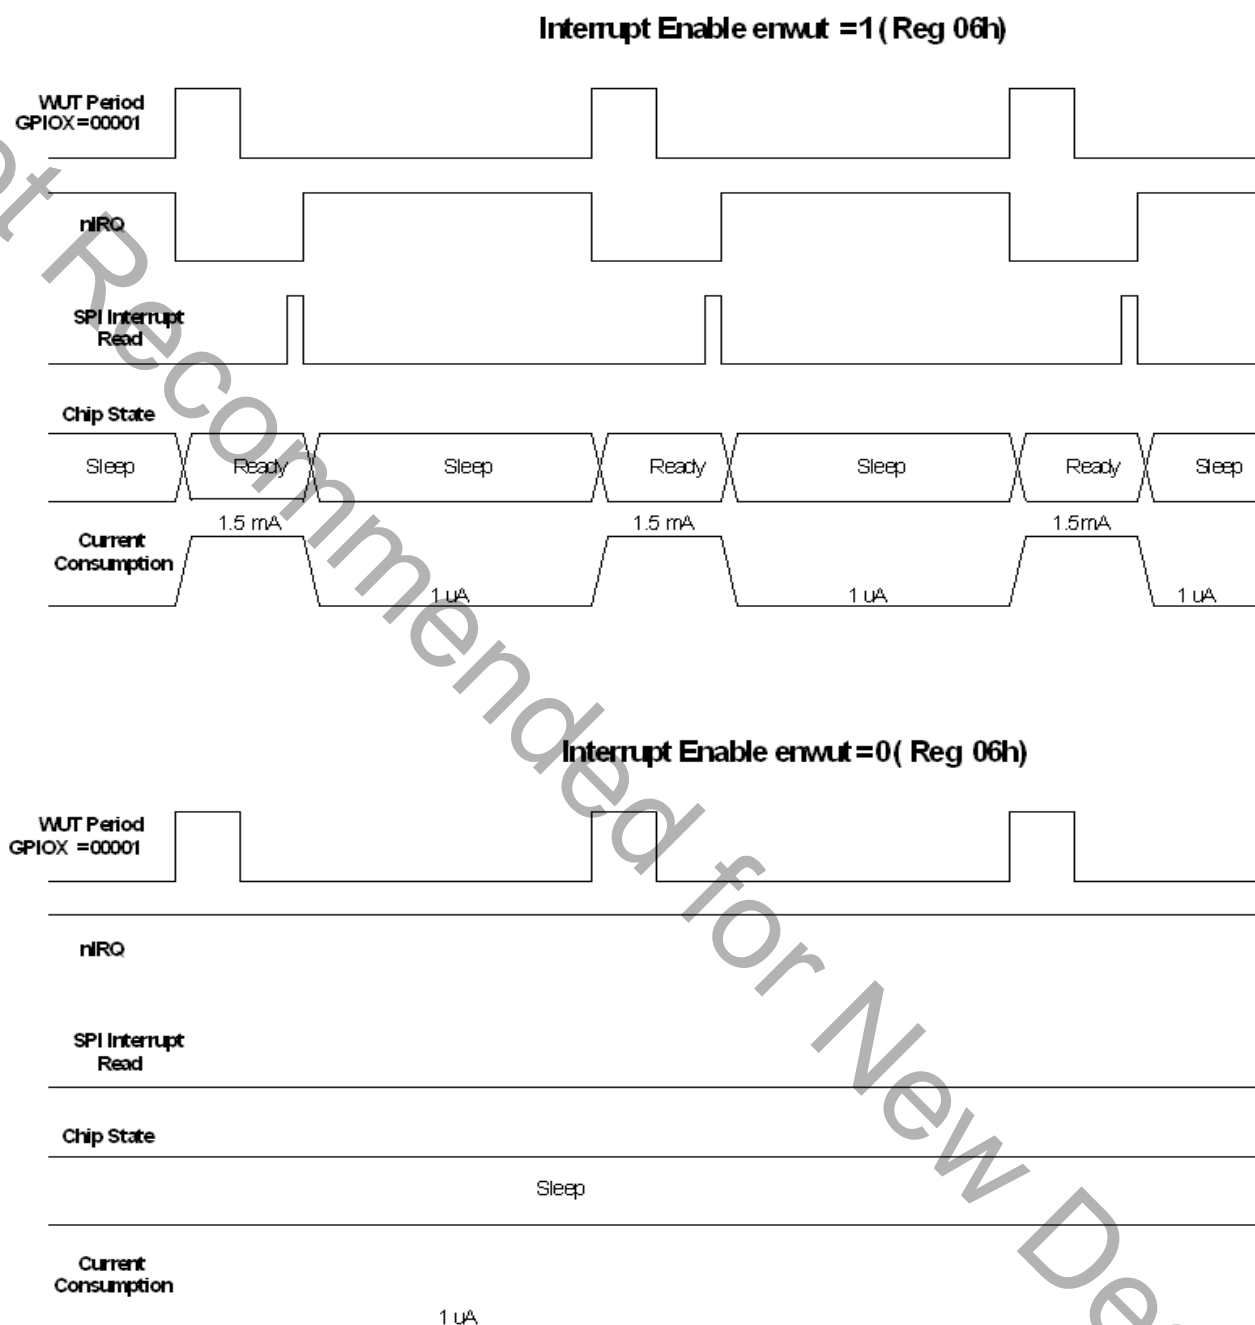 Interrupt Enable enwut =1 ( Reg 06h)
WUT Period
GPIOX=00001
nIRQ
SPI Interrupt
Read
Chip State
Sleep Ready Sleep Ready Sleep Ready Sleep
1.5 mA 1.5 mA 1.5mA
Current
Consumption
1 uA 1 uA 1 uA
Interrupt Enable enwut=0 ( Reg 06h)
WUT Period
GPIOX =00001
nIRQ
SPI Interrupt
Read
Chip State
Sleep
Current
Consumption
1 uA
ot Recommended for New De